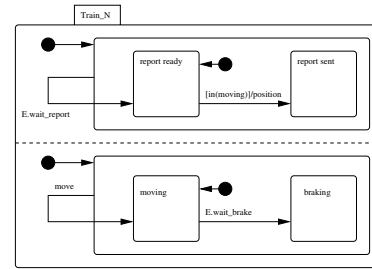 Train_N
report ready
report sent
[in(moving)]/position
E.wait_report
move
moving
braking
E.wait_brake